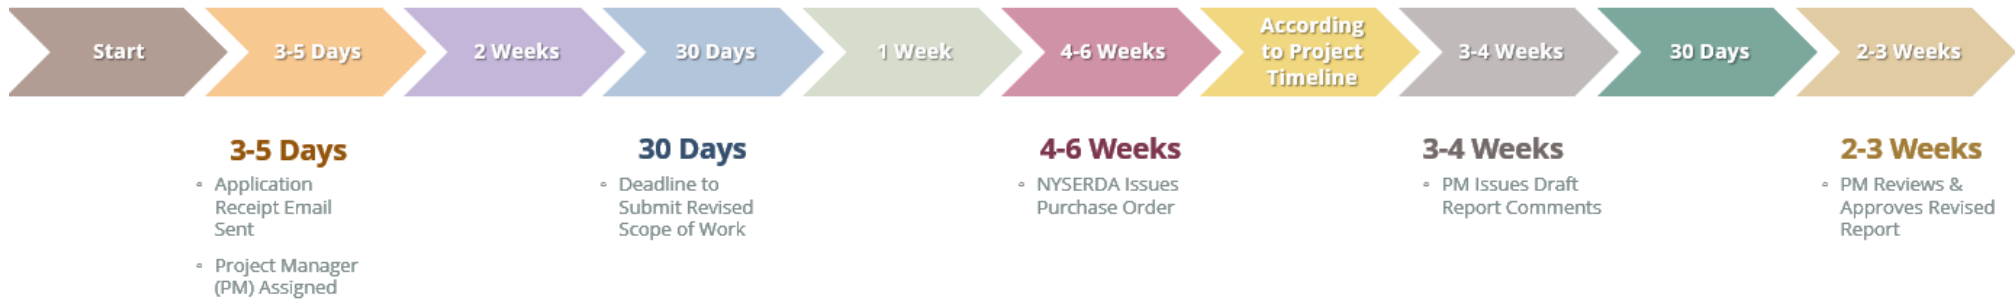 Start
3-5 Days
2 Weeks
30 Days
1 Week
4-6 Weeks
According
to Project
Timeline
3-4 Weeks
30 Days
2-3 Weeks
3-5 Days
◦ Application
Receipt Email
Sent
◦ Project Manager
(PM) Assigned
30 Days
◦ Deadline to
Submit Revised
Scope of Work
4-6 Weeks
◦ NYSERDA Issues
Purchase Order
3-4 Weeks
◦ PM Issues Draft
Report Comments
2-3 Weeks
◦ PM Reviews &
Approves Revised
Report